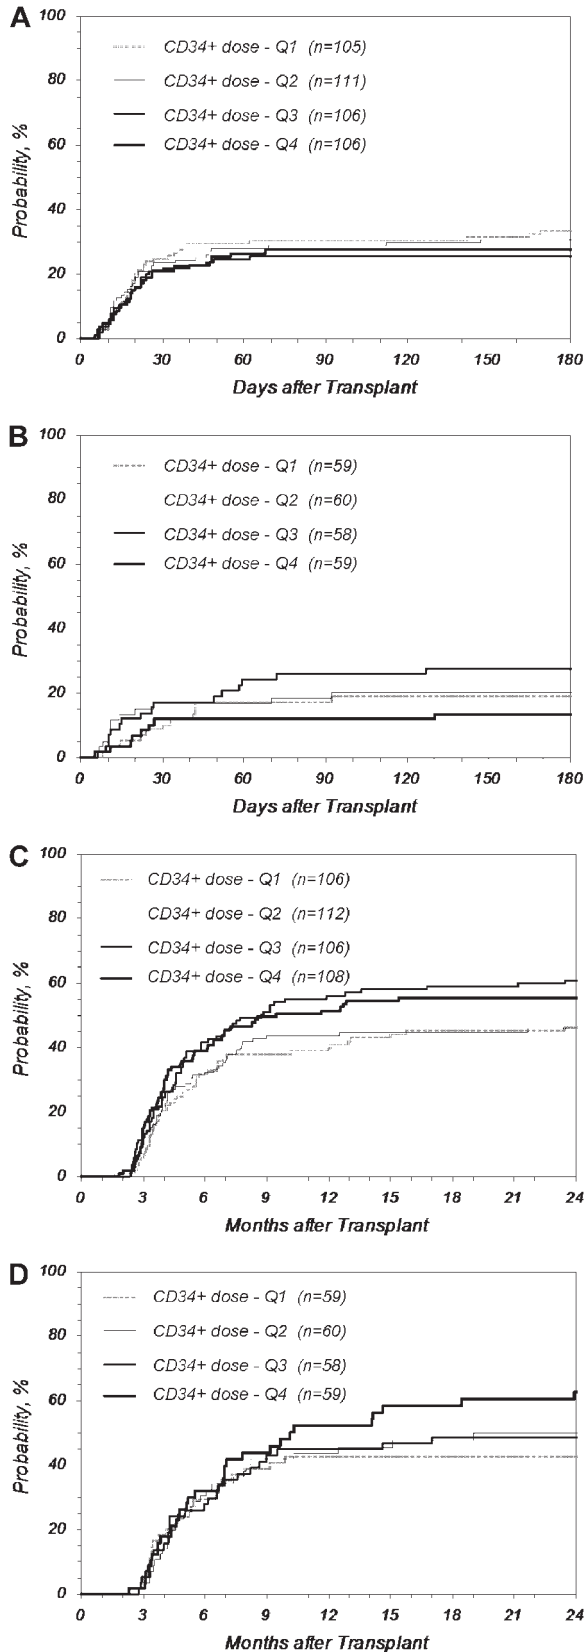 A
100
CD34+ dose - Q1 (n=105)
80
CD34+ dose - Q2 (n=111)
CD34+ dose - Q3 (n=106)
60
CD34+ dose - Q4 (n=106)
Probability, %
40
20
0
0 30 60 90 120 150 180
Days after Transplant
B
100
CD34+ dose - Q1 (n=59)
80
CD34+ dose - Q2 (n=60)
CD34+ dose - Q3 (n=58)
60
CD34+ dose - Q4 (n=59)
Probability, %
40
20
0
0 30 60 90 120 150 180
Days after Transplant
C
100
CD34+ dose - Q1 (n=106)
80
CD34+ dose - Q2 (n=112)
CD34+ dose - Q3 (n=106)
60
CD34+ dose - Q4 (n=108)
Probability, %
40
20
0
0 3 6 9 12 15 18 21 24
Months after Transplant
D
100
CD34+ dose - Q1 (n=59)
80
CD34+ dose - Q2 (n=60)
CD34+ dose - Q3 (n=58)
60
CD34+ dose - Q4 (n=59)
Probability, %
40
20
0
0 3 6 9 12 15 18 21 24
Months after Transplant